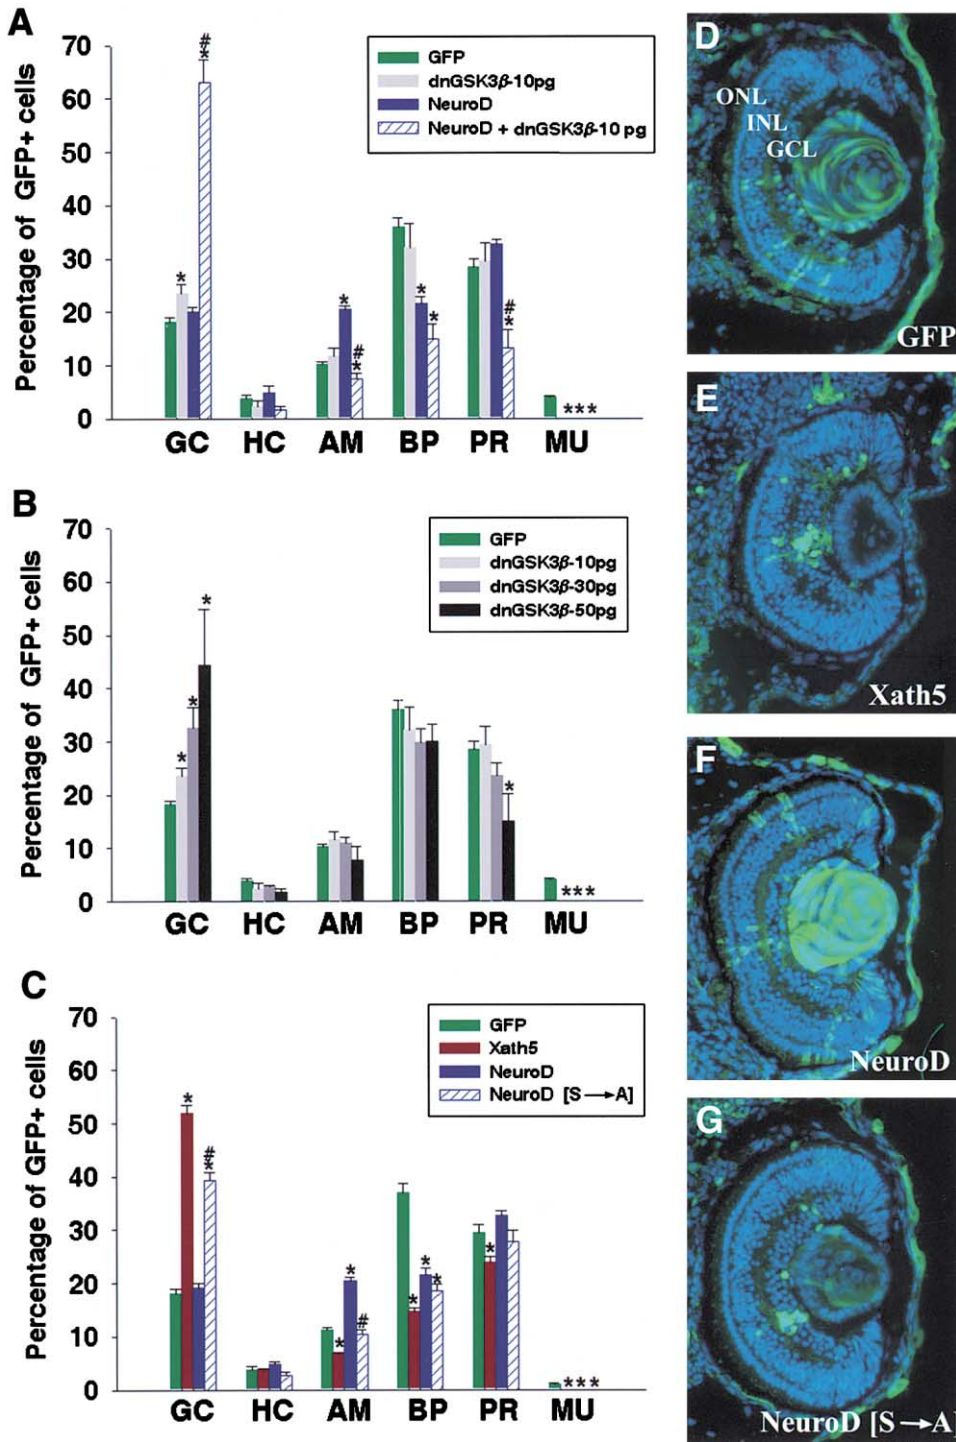 A
Percentage of GFP+ cells
70
60
50
40
30
20
10
0
GFP
dnGSK3β-10pg
NeuroD
NeuroD + dnGSK3β-10 pg
# *
*
*
# *
*
*
# *
***
GC HC AM BP PR MU
B
Percentage of GFP+ cells
70
60
50
40
30
20
10
0
GFP
dnGSK3β-10pg
dnGSK3β-30pg
dnGSK3β-50pg
*
*
*
*
***
GC HC AM BP PR MU
C
Percentage of GFP+ cells
70
60
50
40
30
20
10
0
GFP
Xath5
NeuroD
NeuroD [S→A]
*
# *
*
*
#
*
*
*
*
***
GC HC AM BP PR MU
D
ONL
INL
GCL
GFP
E
Xath5
F
NeuroD
G
NeuroD [S→A]